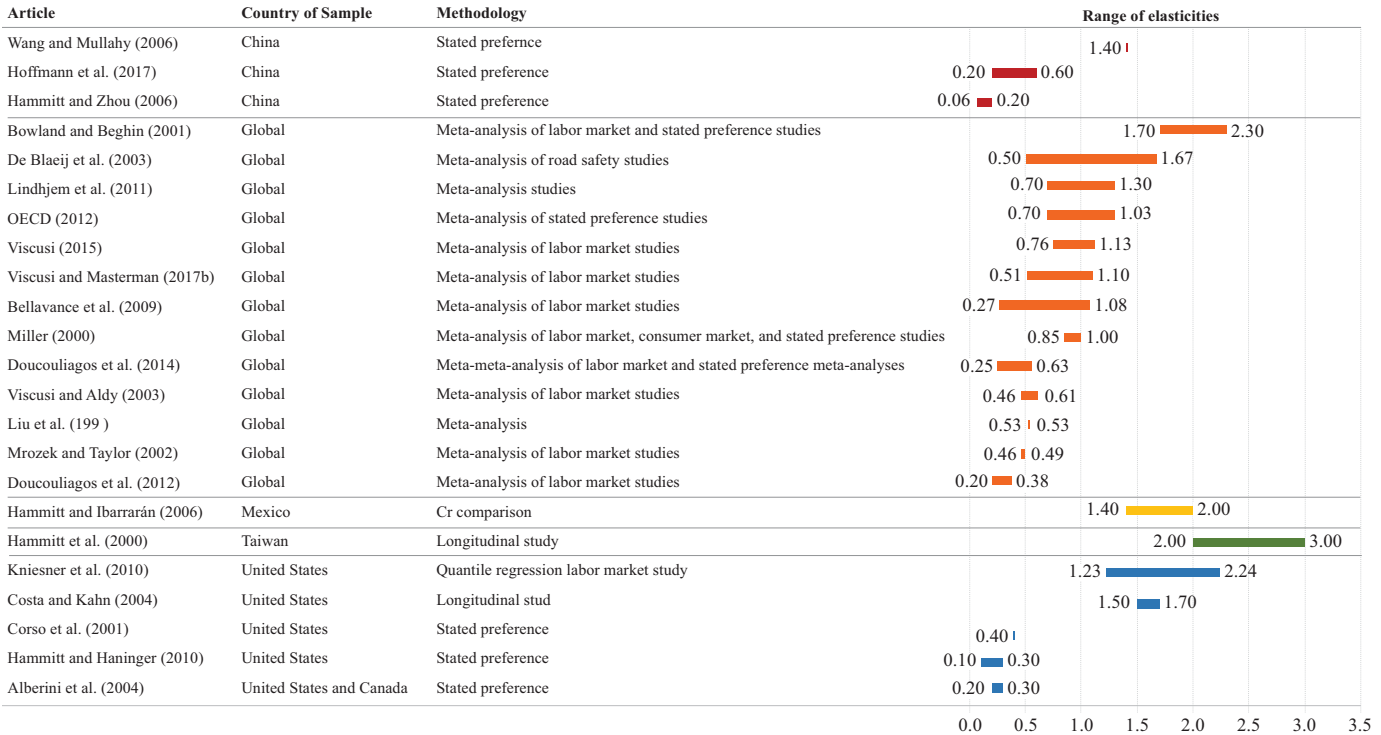 Article Country of Sample Methodology Range of elasticities
Wang and Mullahy (2006) China Stated prefernce 1.40
Hoffmann et al. (2017) China Stated preference 0.20 0.60
Hammitt and Zhou (2006) China Stated preference 0.06 0.20
Bowland and Beghin (2001) Global Meta-analysis of labor market and stated preference studies 1.70 2.30
De Blaeij et al. (2003) Global Meta-analysis of road safety studies 0.50 1.67
Lindhjem et al. (2011) Global Meta-analysis studies 0.70 1.30
OECD (2012) Global Meta-analysis of stated preference studies 0.70 1.03
Viscusi (2015) Global Meta-analysis of labor market studies 0.76 1.13
Viscusi and Masterman (2017b) Global Meta-analysis of labor market studies 0.51 1.10
Bellavance et al. (2009) Global Meta-analysis of labor market studies 0.27 1.08
Miller (2000) Global Meta-analysis of labor market, consumer market, and stated preference studies 0.85 1.00
Doucouliagos et al. (2014) Global Meta-meta-analysis of labor market and stated preference meta-analyses 0.25 0.63
Viscusi and Aldy (2003) Global Meta-analysis of labor market studies 0.46 0.61
Liu et al. (199 ) Global Meta-analysis 0.53 0.53
Mrozek and Taylor (2002) Global Meta-analysis of labor market studies 0.46 0.49
Doucouliagos et al. (2012) Global Meta-analysis of labor market studies 0.20 0.38
Hammitt and Ibarrarán (2006) Mexico Cr comparison 1.40 2.00
Hammitt et al. (2000) Taiwan Longitudinal study 2.00 3.00
Kniesner et al. (2010) United States Quantile regression labor market study 1.23 2.24
Costa and Kahn (2004) United States Longitudinal stud 1.50 1.70
Corso et al. (2001) United States Stated preference 0.40
Hammitt and Haninger (2010) United States Stated preference 0.10 0.30
Alberini et al. (2004) United States and Canada Stated preference 0.20 0.30
0.0 0.5 1.0 1.5 2.0 2.5 3.0 3.5